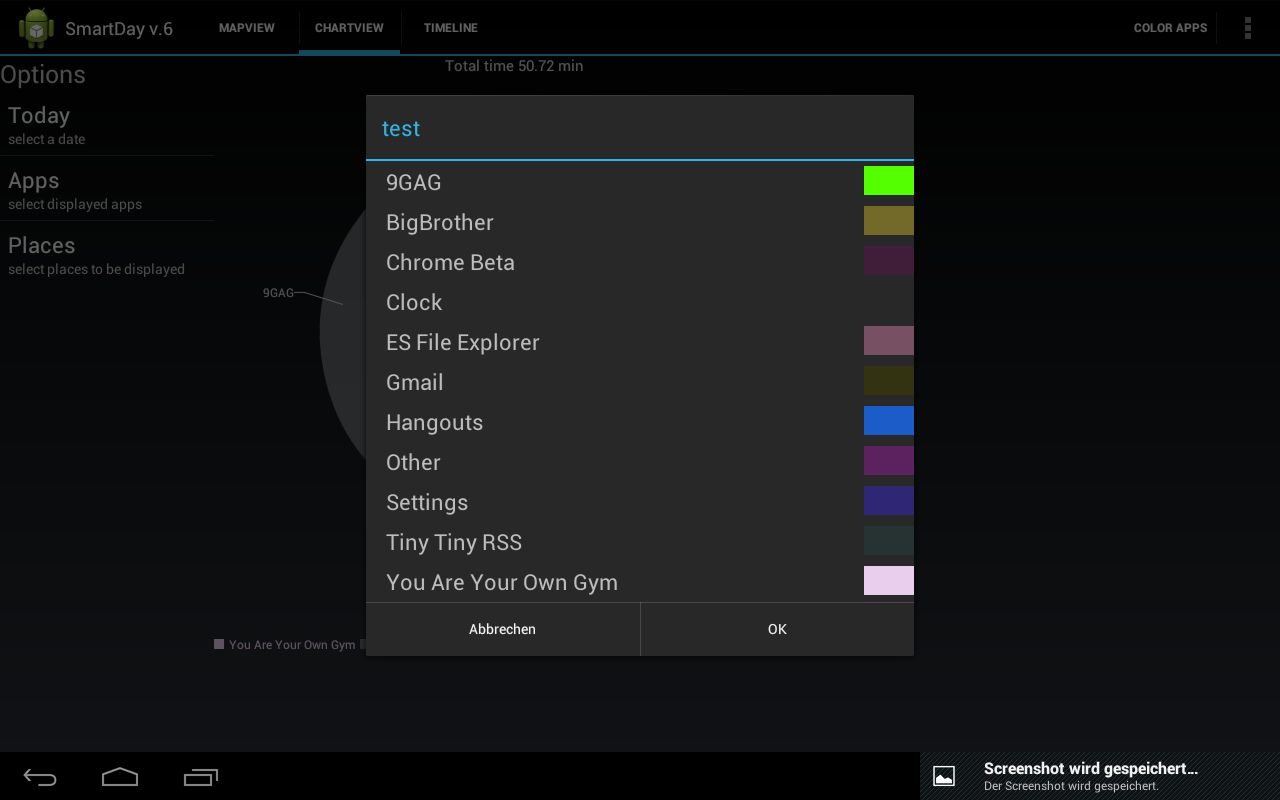 SmartDay v.6
MAPVIEW
CHARTVIEW
TIMELINE
COLOR APPS
Options
Total time 50.72 min
Today
select a date
Apps
select displayed apps
Places
select places to be displayed
9GAG
You Are Your Own Gym
test
9GAG
BigBrother
Chrome Beta
Clock
ES File Explorer
Gmail
Hangouts
Other
Settings
Tiny Tiny RSS
You Are Your Own Gym
Abbrechen
OK
Screenshot wird gespeichert...
Der Screenshot wird gespeichert.